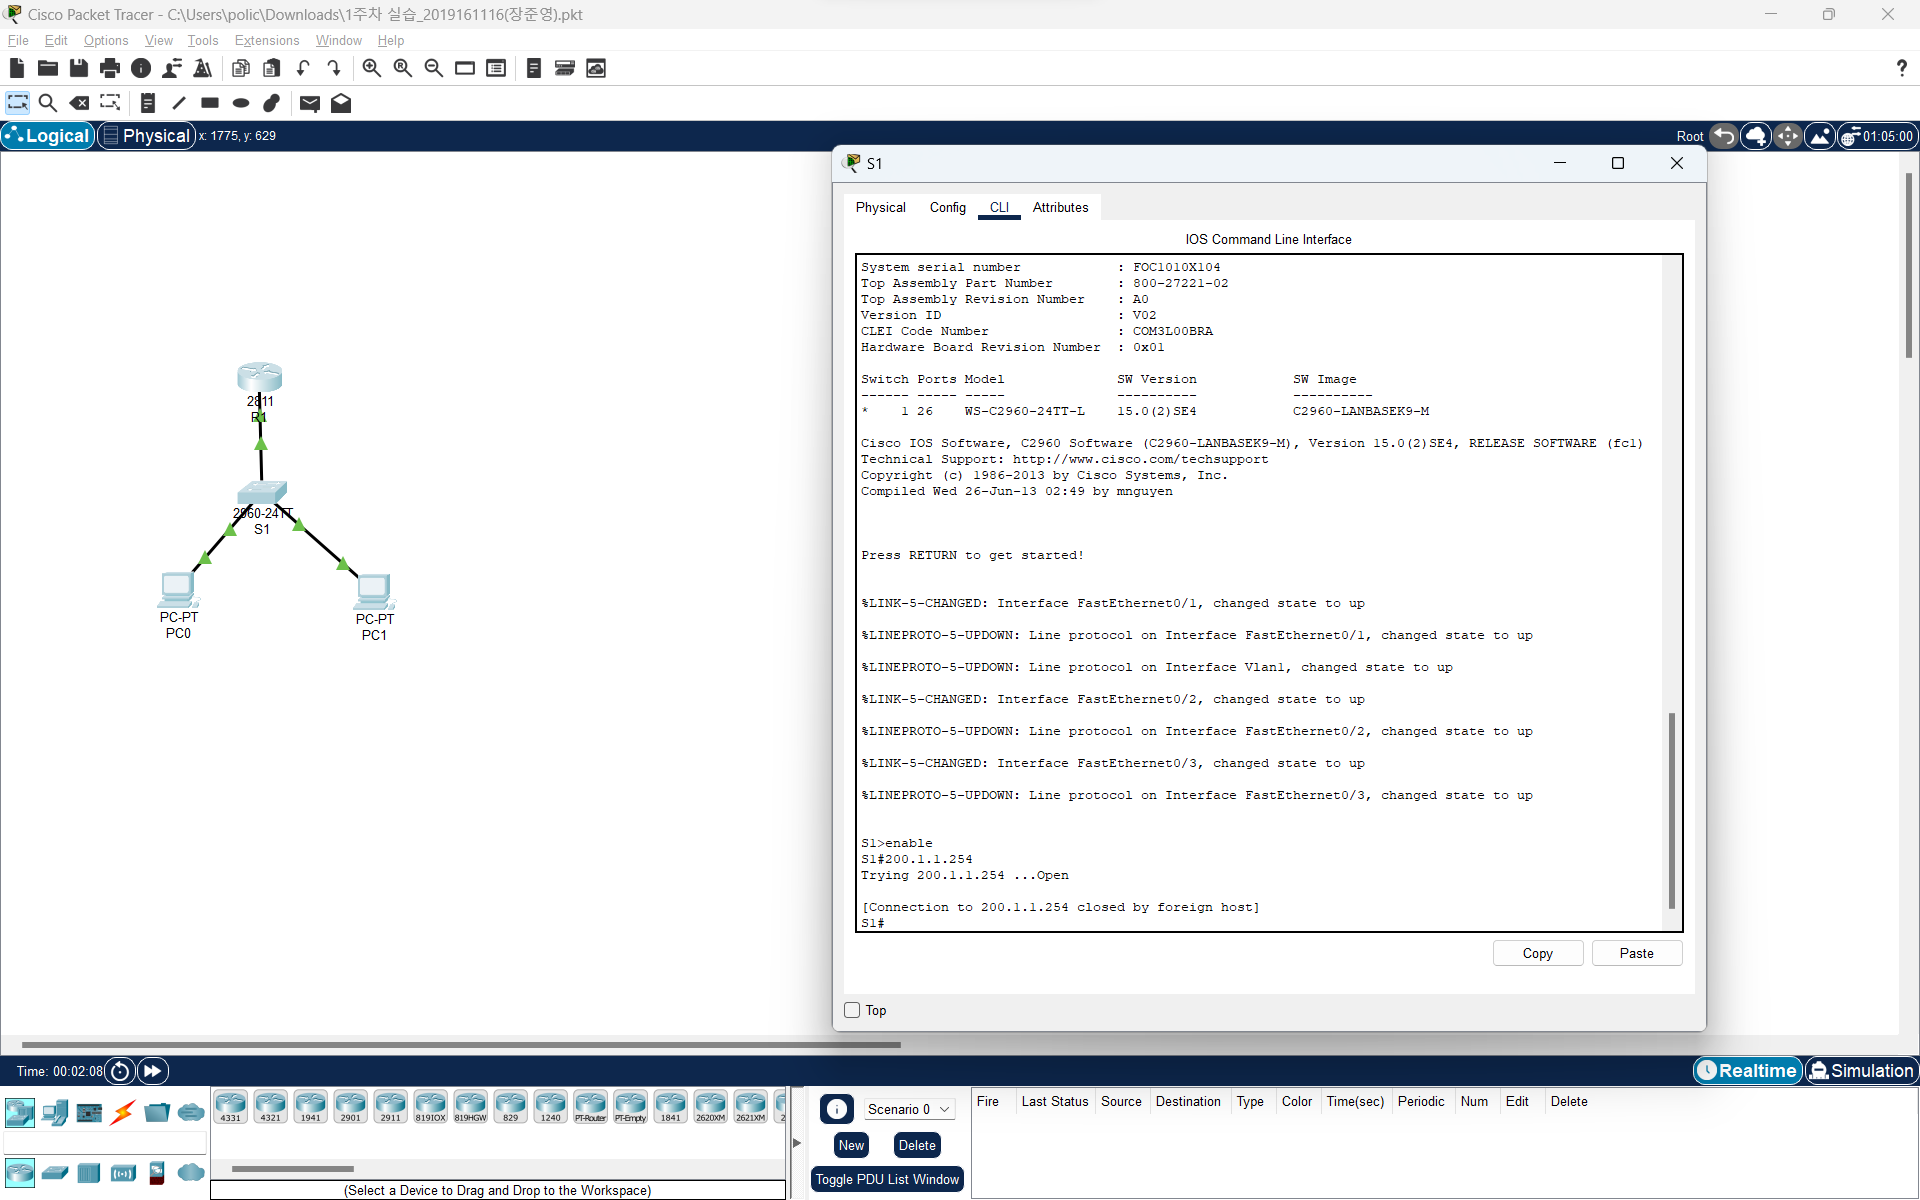 Cisco Packet Tracer - C:\Users\polic\Downloads\1주차 실습_2019161116(장준영).pkt
File Edit Options View Tools Extensions Window Help
Logical Physical x: 1775, y: 629 Root 01:05:00
S1
Physical Config CLI Attributes
IOS Command Line Interface
System serial number : FOC1010X104
Top Assembly Part Number : 800-27221-02
Top Assembly Revision Number : A0
Version ID : V02
CLEI Code Number : COM3L00BRA
Hardware Board Revision Number : 0x01
Switch Ports Model SW Version SW Image
------ ----- ----- ---------- ----------
* 1 26 WS-C2960-24TT-L 15.0(2)SE4 C2960-LANBASEK9-M
Cisco IOS Software, C2960 Software (C2960-LANBASEK9-M), Version 15.0(2)SE4, RELEASE SOFTWARE (fc1)
Technical Support: http://www.cisco.com/techsupport
Copyright (c) 1986-2013 by Cisco Systems, Inc.
Compiled Wed 26-Jun-13 02:49 by mnguyen
Press RETURN to get started!
%LINK-5-CHANGED: Interface FastEthernet0/1, changed state to up
%LINEPROTO-5-UPDOWN: Line protocol on Interface FastEthernet0/1, changed state to up
%LINEPROTO-5-UPDOWN: Line protocol on Interface Vlan1, changed state to up
%LINK-5-CHANGED: Interface FastEthernet0/2, changed state to up
%LINEPROTO-5-UPDOWN: Line protocol on Interface FastEthernet0/2, changed state to up
%LINK-5-CHANGED: Interface FastEthernet0/3, changed state to up
%LINEPROTO-5-UPDOWN: Line protocol on Interface FastEthernet0/3, changed state to up
S1>enable
S1#200.1.1.254
Trying 200.1.1.254 ...Open
[Connection to 200.1.1.254 closed by foreign host]
S1#
Copy Paste
Top
2811
R1
2960-24TT
S1
PC-PT
PC0
PC-PT
PC1
Time: 00:02:08
Realtime Simulation
4331 4321 1941 2901 2911 819IOX 819HGW 829 1240 PT-Router PT-Empty 1841 2620XM 2621XM 2
(Select a Device to Drag and Drop to the Workspace)
Scenario 0
New Delete
Toggle PDU List Window
Fire Last Status Source Destination Type Color Time(sec) Periodic Num Edit Delete